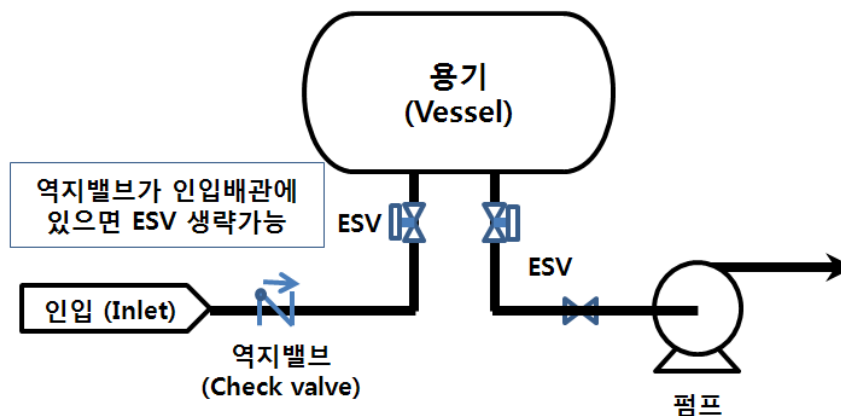 용기
(Vessel)
역지밸브가 인입배관에
있으면 ESV 생략가능
ESV
ESV
인입 (Inlet)
역지밸브
(Check valve)
펌프